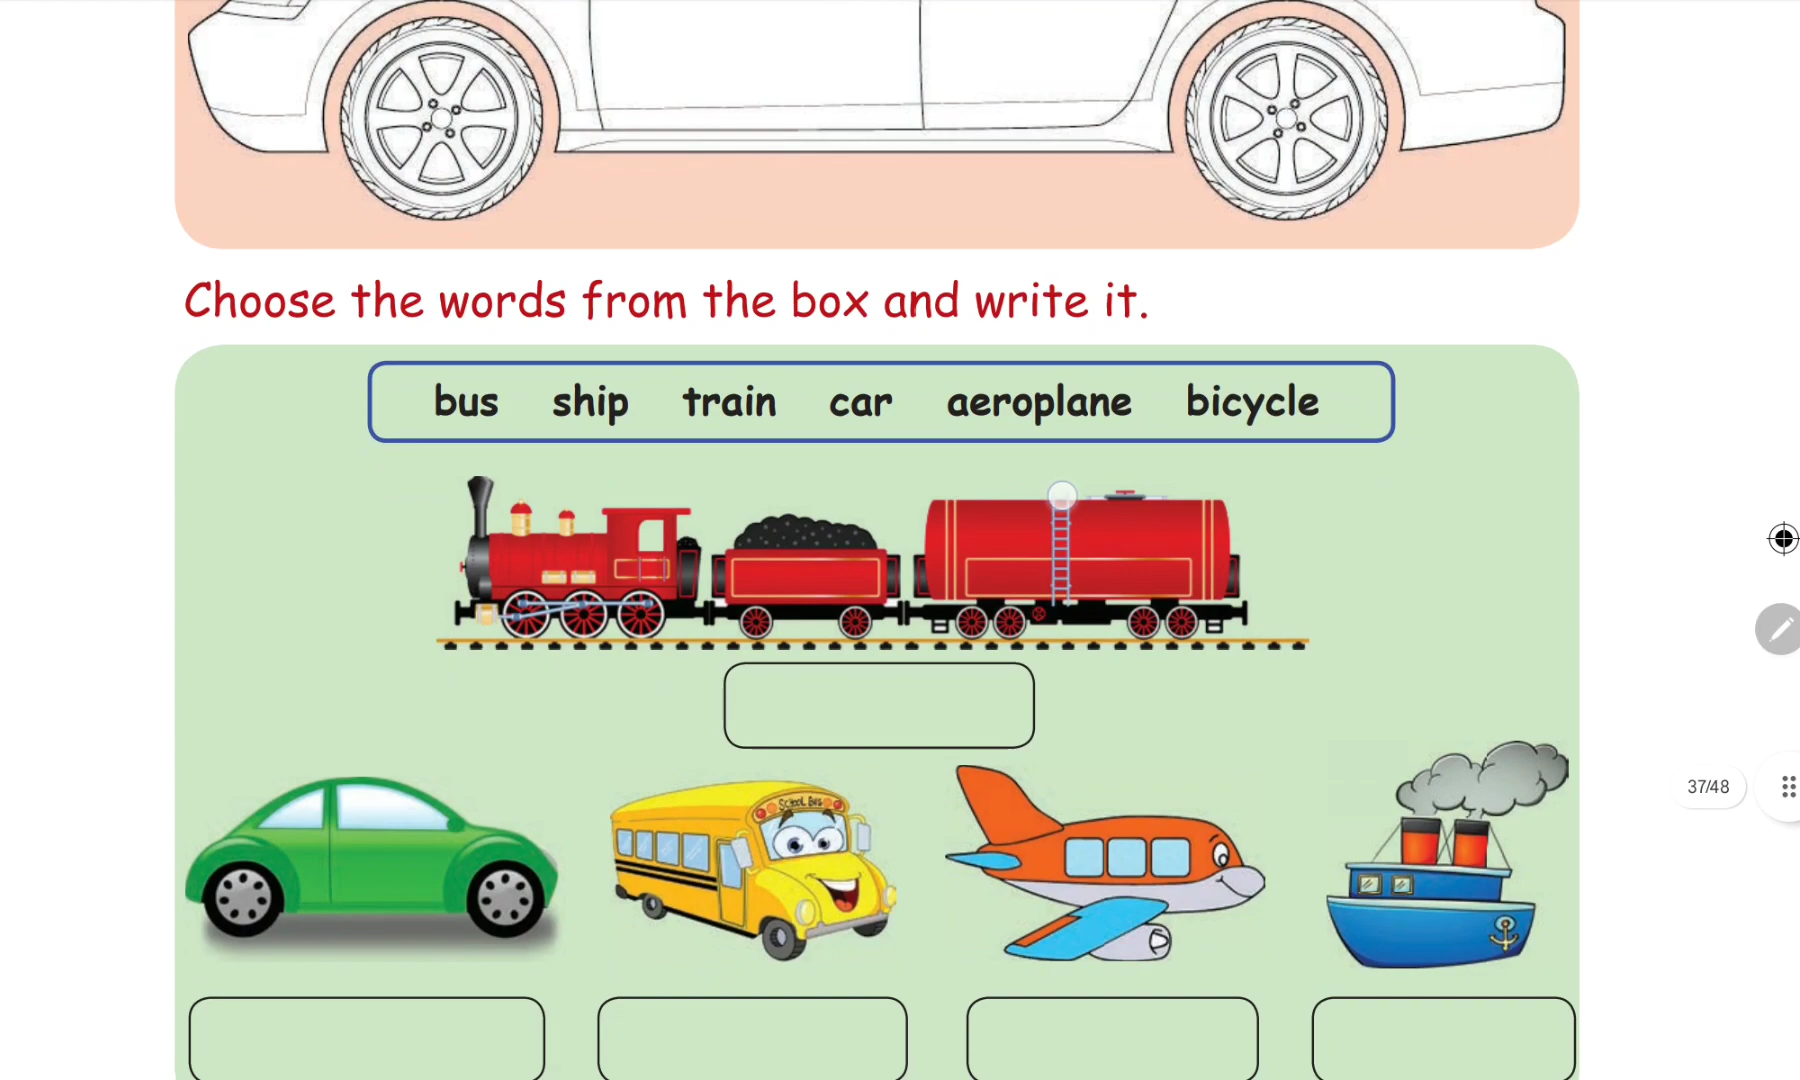 Choose the words from the box and write it.
bus ship train car aeroplane bicycle
School Bus
37/48